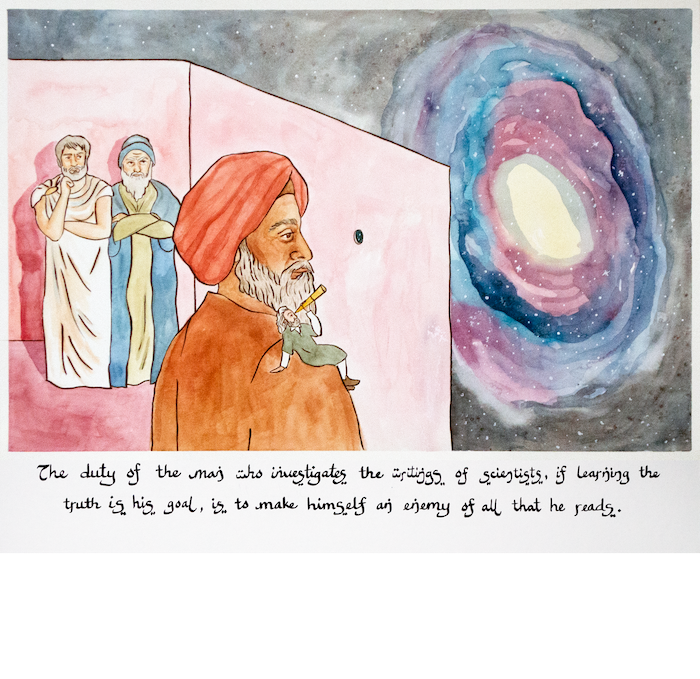 The duty of the man who investigates the writings of scientists, if learning the
truth is his goal, is to make himself an enemy of all that he reads.